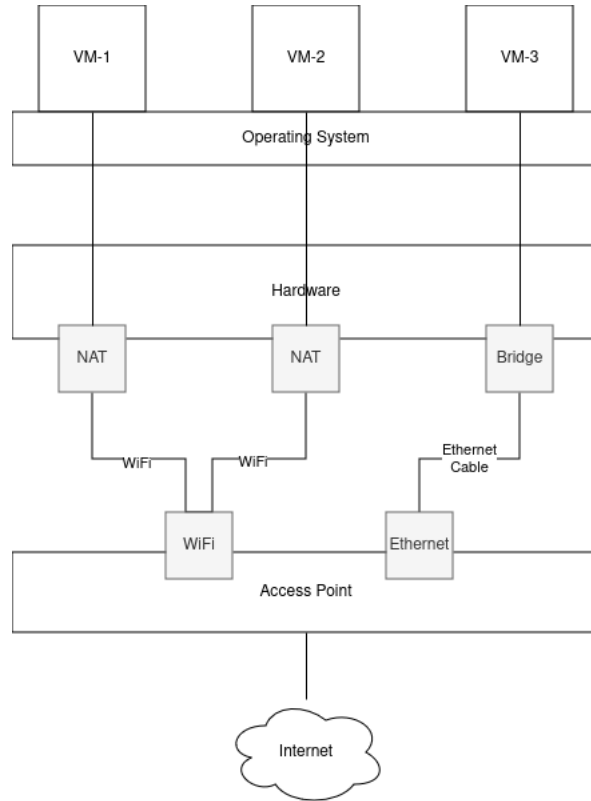 VM-1
VM-2
VM-3
Operating System
Hardware
NAT
NAT
Bridge
WiFi
WiFi
Ethernet
Cable
WiFi
Ethernet
Access Point
Internet